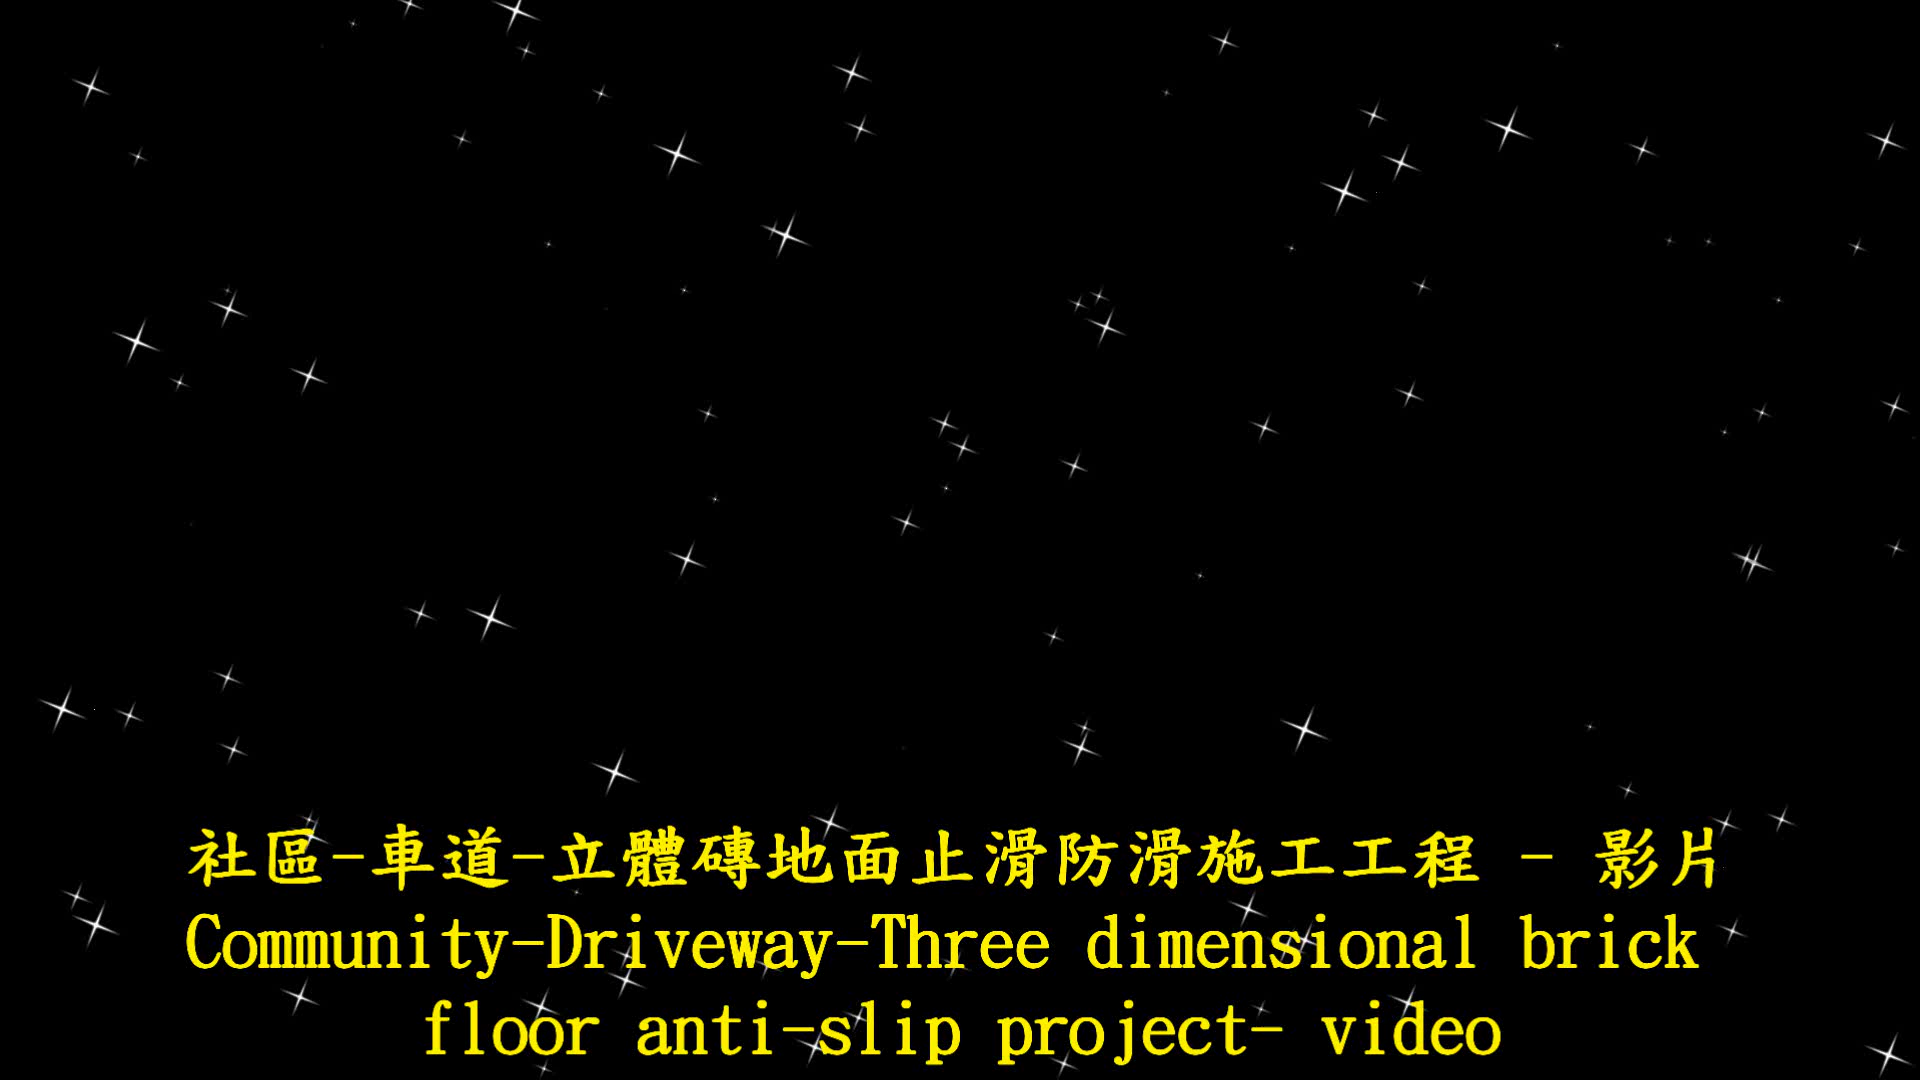 社區-車道-立體磚地面止滑防滑施工工程 - 影片
Community-Driveway-Three dimensional brick
floor anti-slip project- video